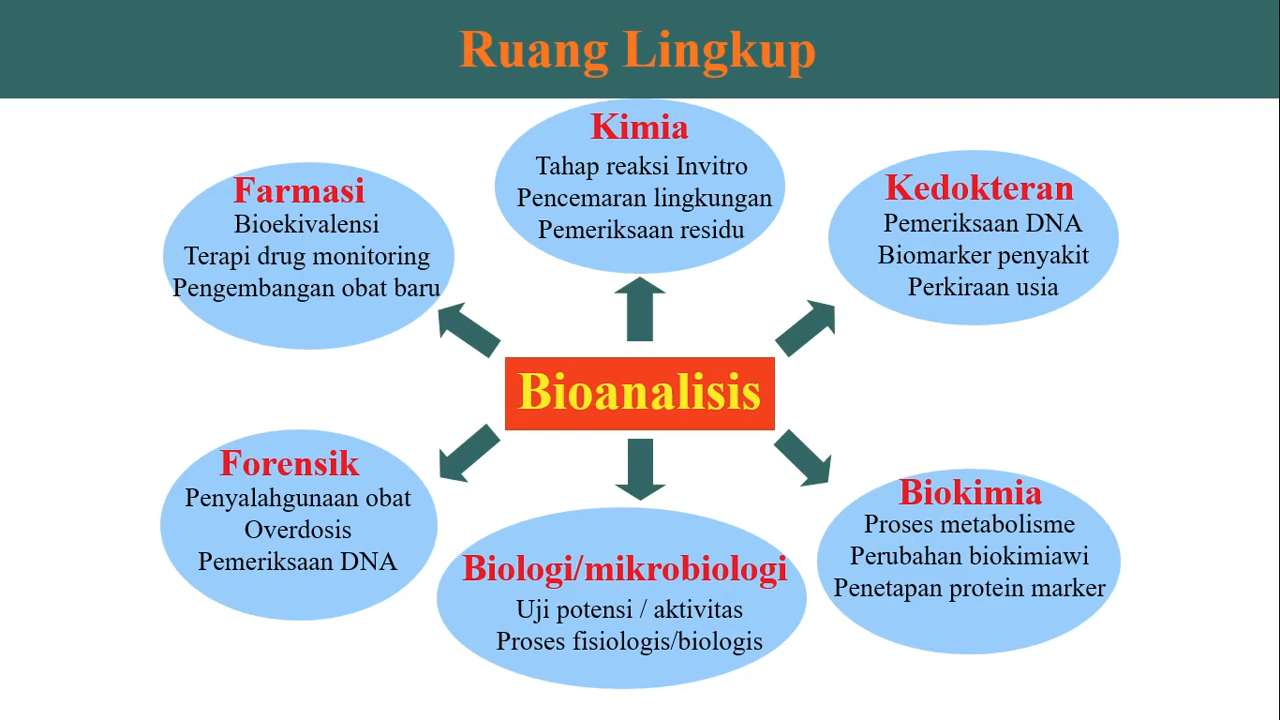 Ruang Lingkup
Kimia
Tahap reaksi Invitro
Pencemaran lingkungan
Pemeriksaan residu
Farmasi
Bioekivalensi
Terapi drug monitoring
Pengembangan obat baru
Kedokteran
Pemeriksaan DNA
Biomarker penyakit
Perkiraan usia
Bioanalisis
Forensik
Penyalahgunaan obat
Overdosis
Pemeriksaan DNA
Biologi/mikrobiologi
Uji potensi / aktivitas
Proses fisiologis/biologis
Biokimia
Proses metabolisme
Perubahan biokimiawi
Penetapan protein marker